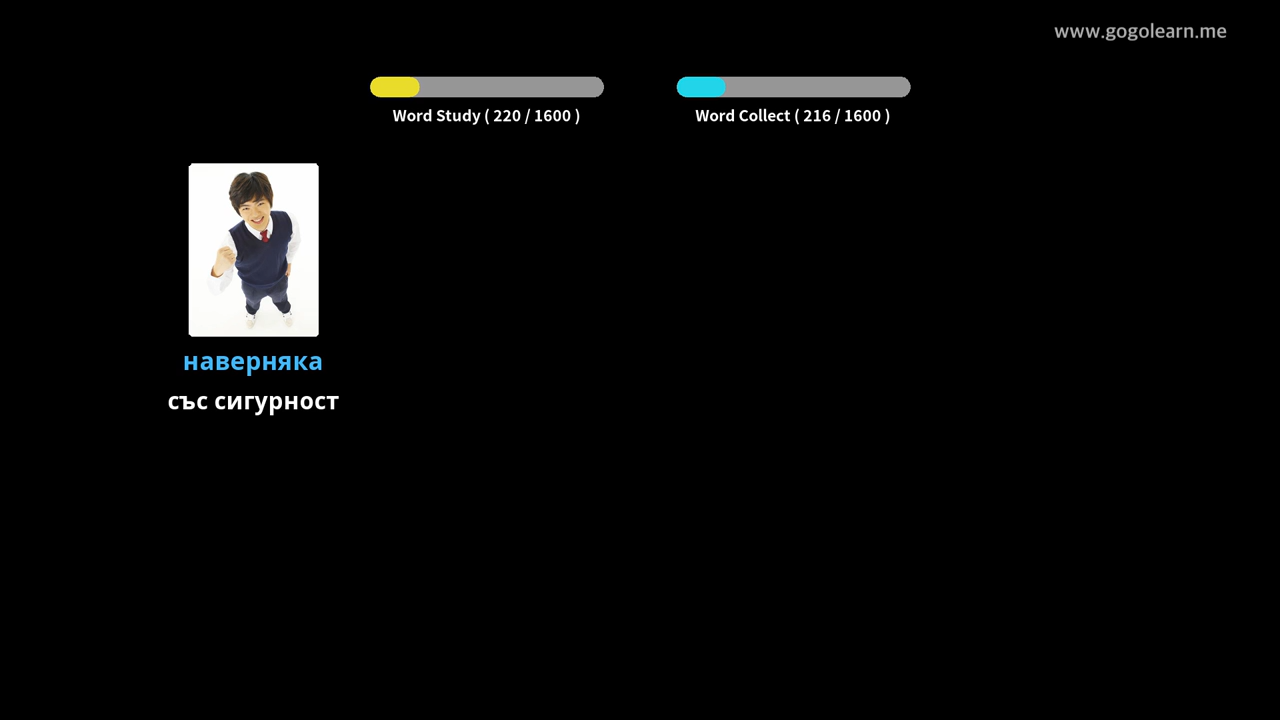 www.gogolearn.me
Word Study ( 220 / 1600 )
Word Collect ( 216 / 1600 )
наверняка
със сигурност